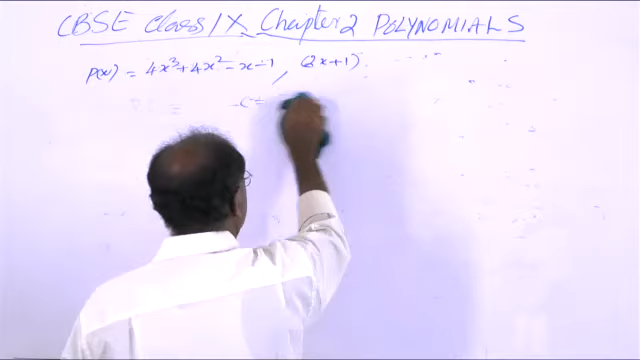 CBSE Class IX Chapter 2 POLYNOMIALS
p(x) = 4x³ + 4x² - x - 1 , (2x+1)